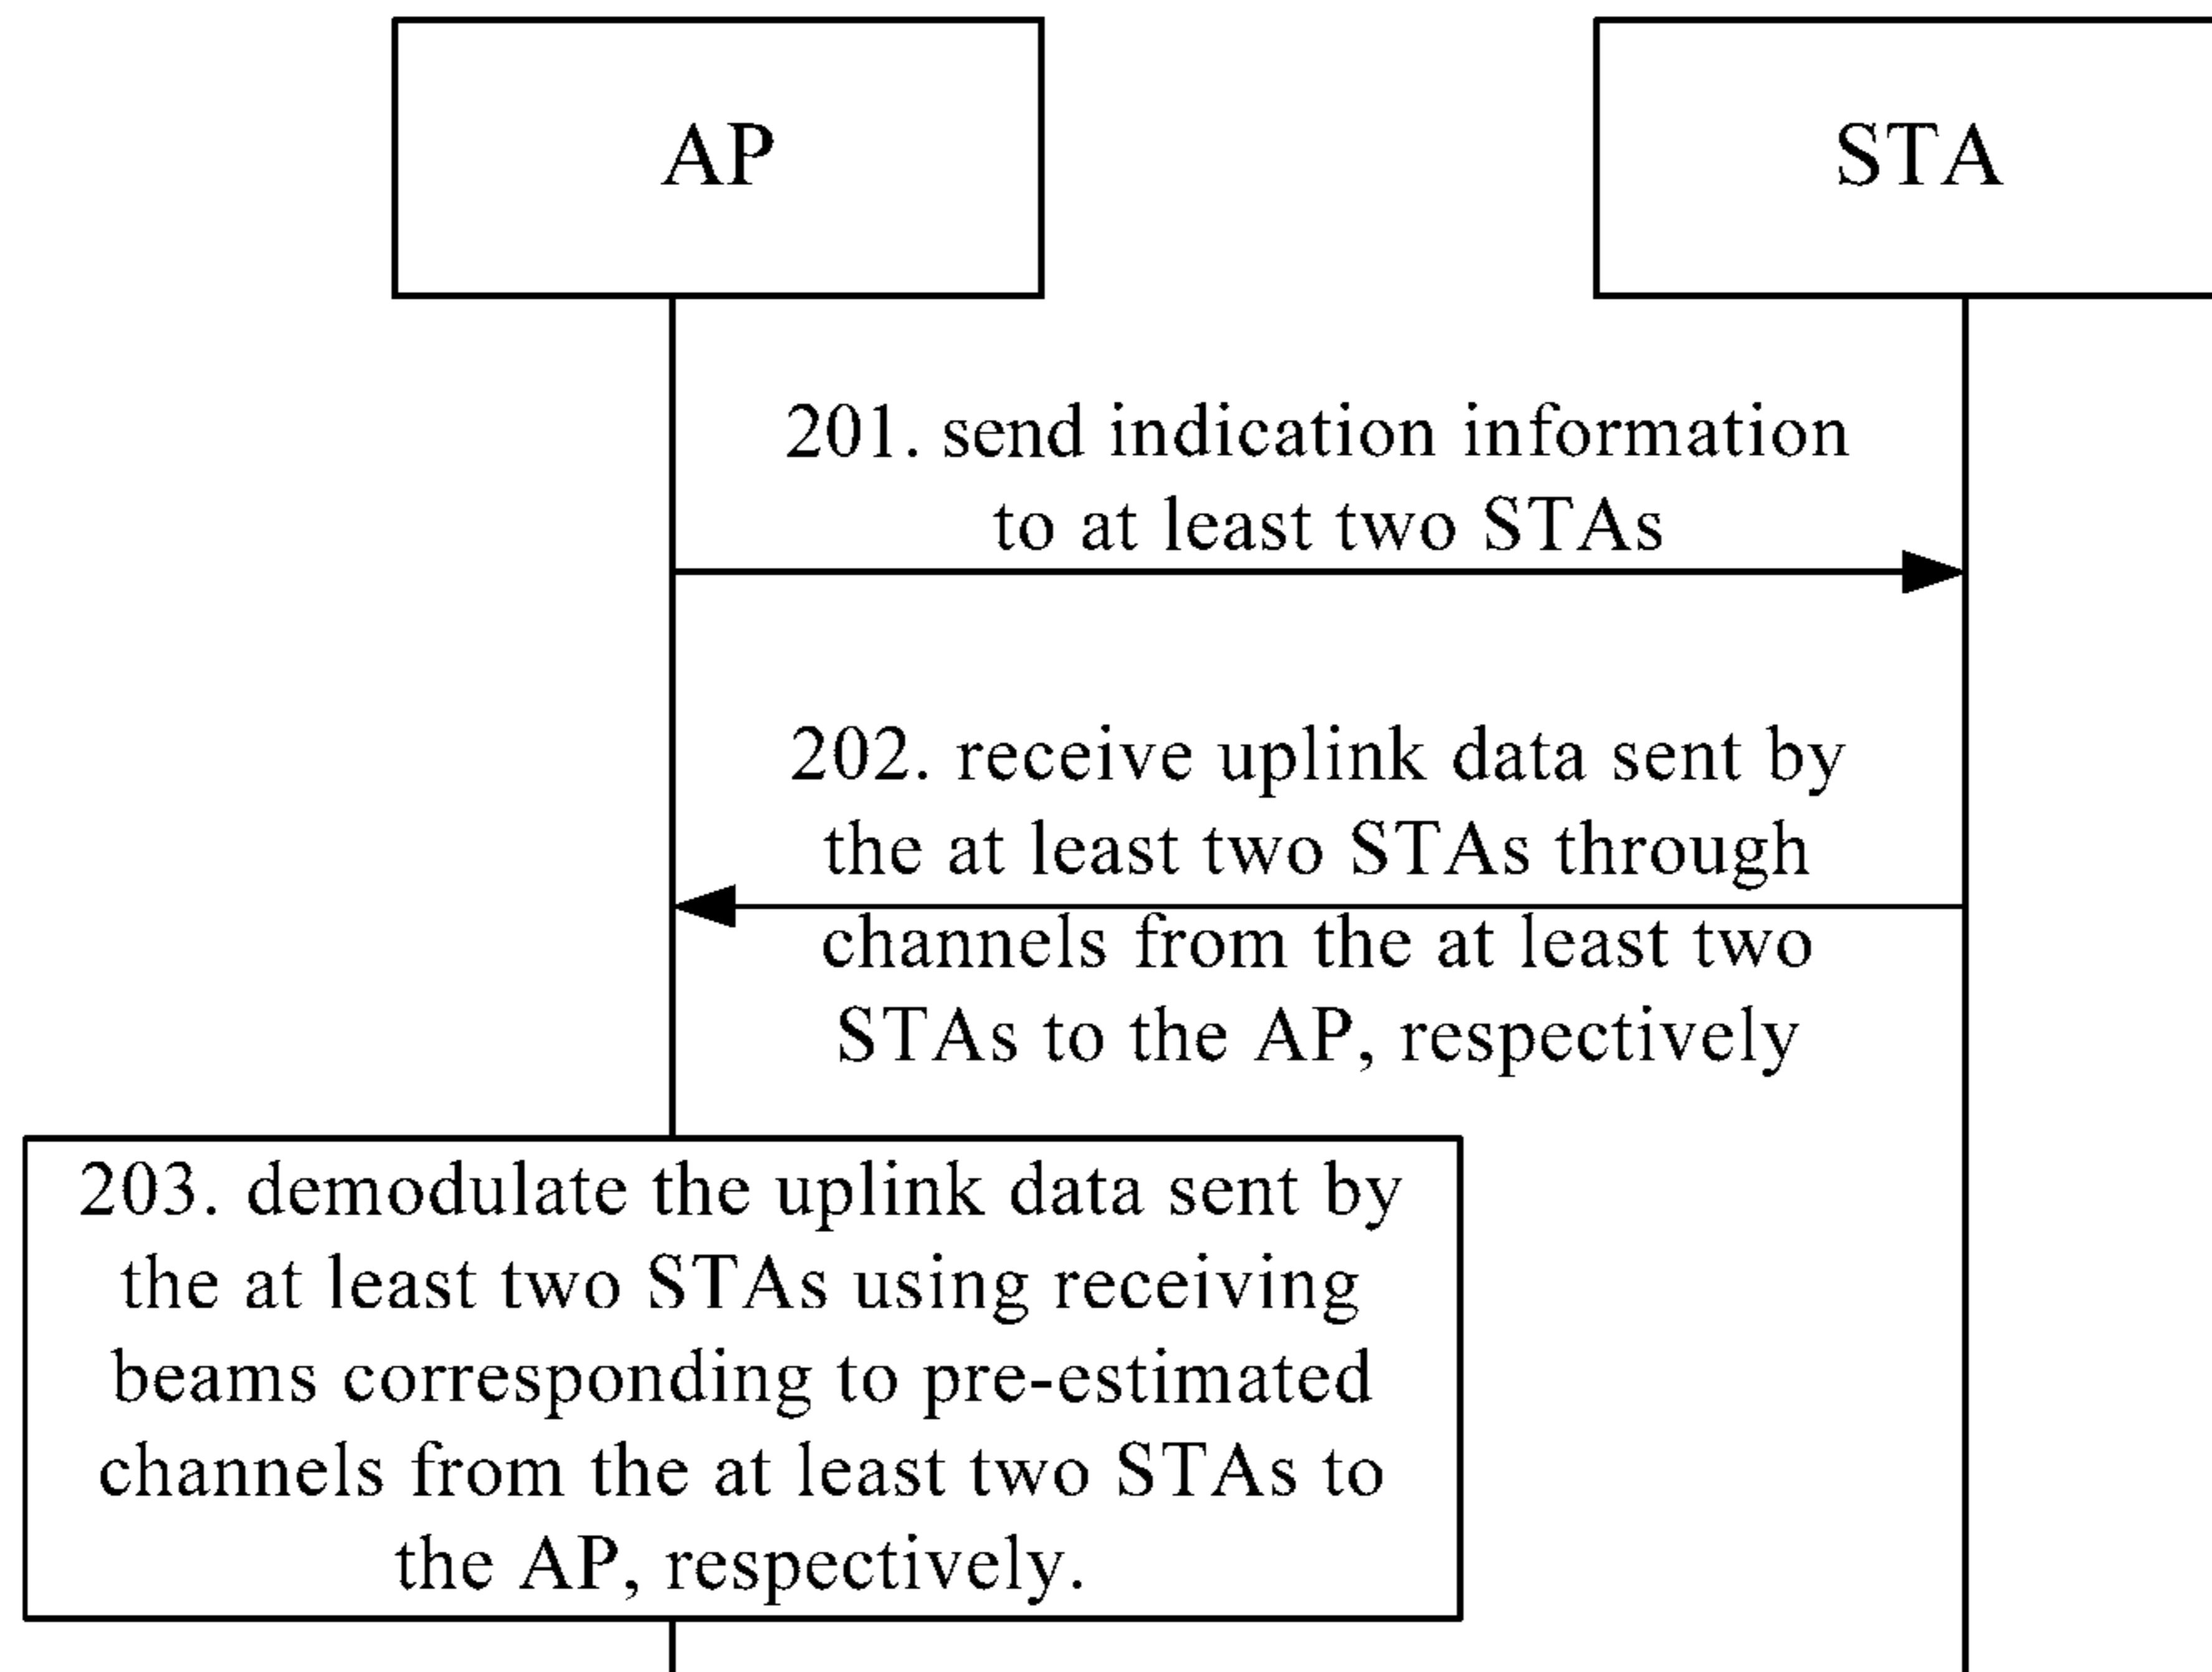 AP
STA
201. send indication information
to at least two STAs
202. receive uplink data sent by
the at least two STAs through
channels from the at least two
STAs to the AP, respectively
203. demodulate the uplink data sent by
the at least two STAs using receiving
beams corresponding to pre-estimated
channels from the at least two STAs to
the AP, respectively.